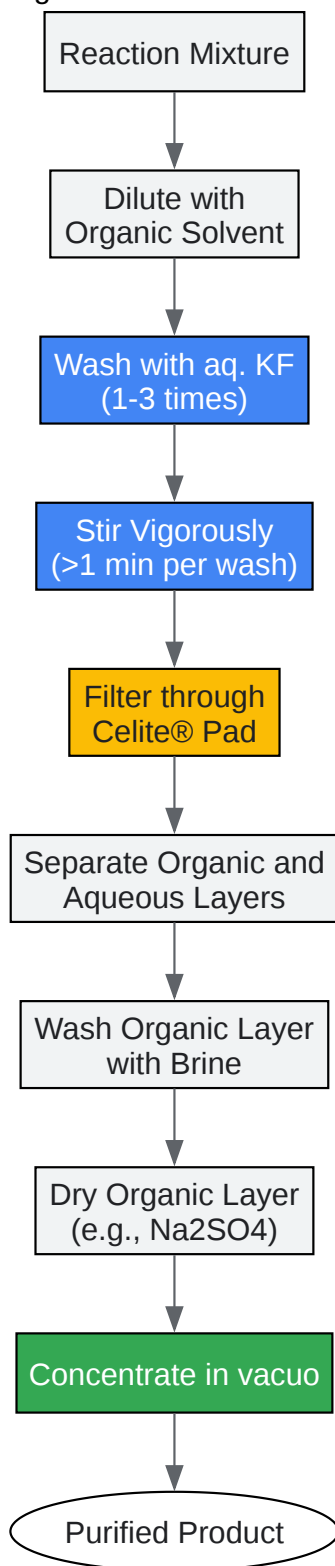 Reaction Mixture
Dilute with
Organic Solvent
Wash with aq. KF
(1-3 times)
Stir Vigorously
(>1 min per wash)
Filter through
Celite® Pad
Separate Organic and
Aqueous Layers
Wash Organic Layer
with Brine
Dry Organic Layer
(e.g., Na2SO4)
Concentrate in vacuo
Purified Product